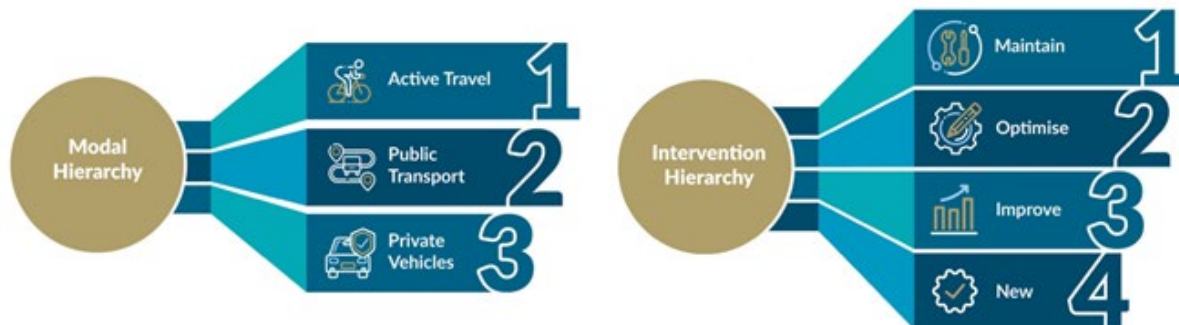 Modal
Hierarchy
Active Travel
1
Public
Transport
2
Private
Vehicles
3
Intervention
Hierarchy
Maintain
1
Optimise
2
Improve
3
New
4